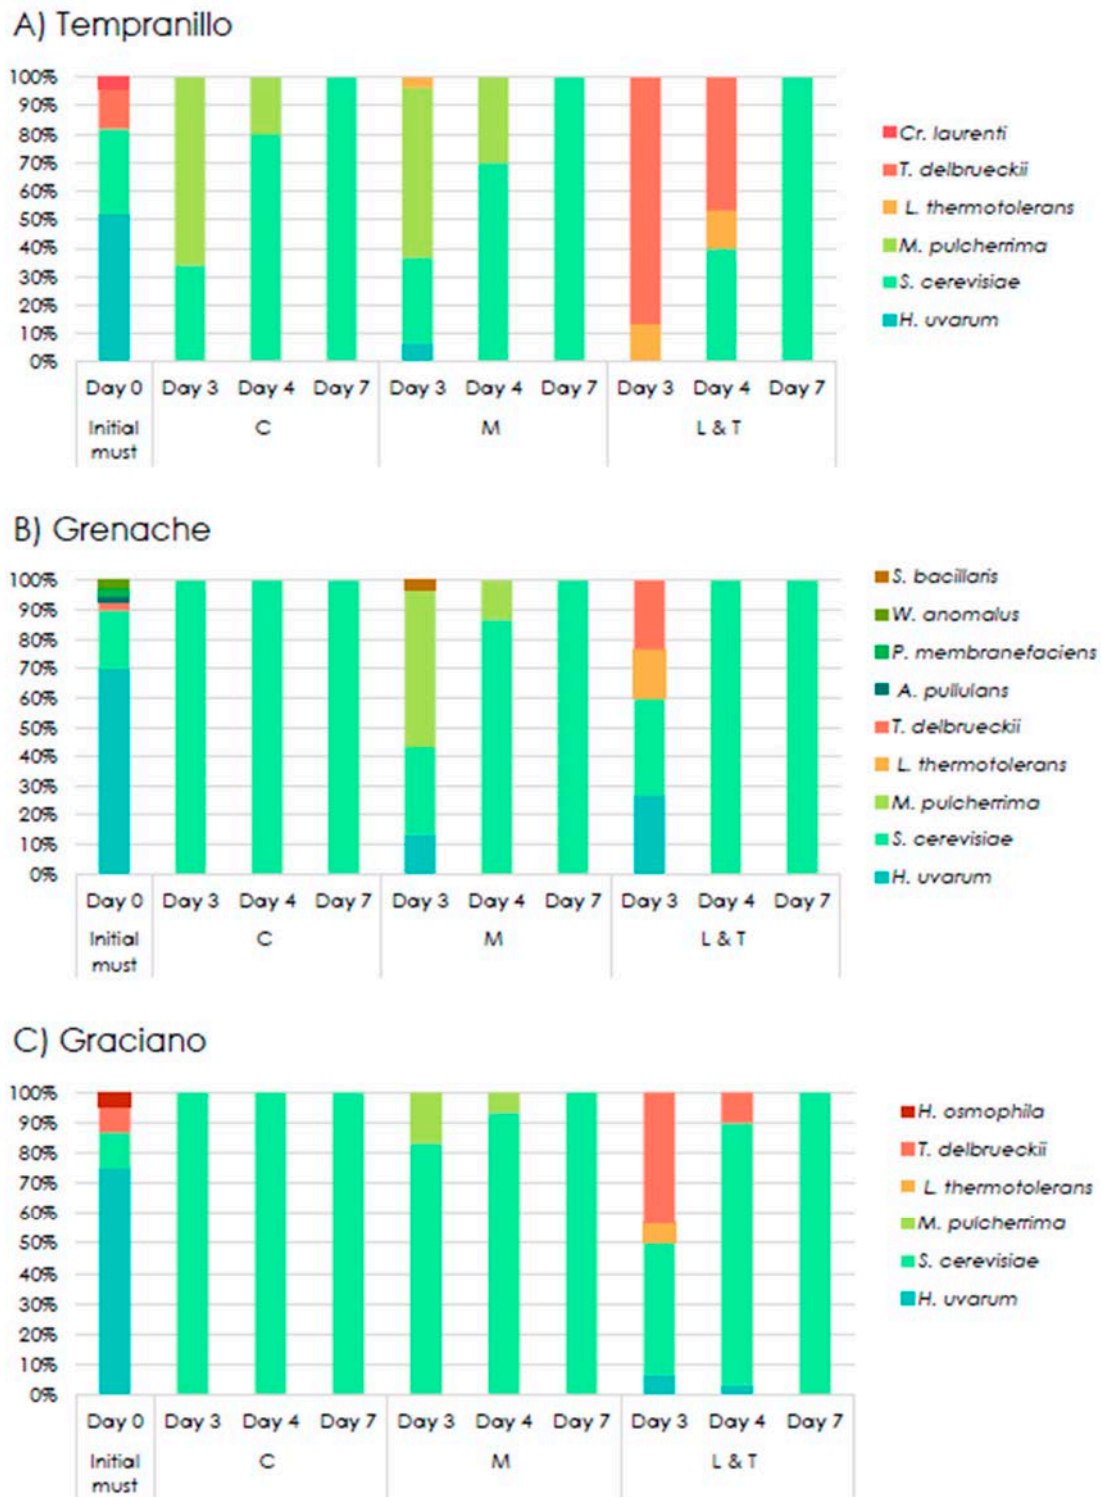 A) Tempranillo
100%
90%
80%
70%
60%
50%
40%
30%
20%
10%
0%
Day 0 Day 3 Day 4 Day 7 Day 3 Day 4 Day 7 Day 3 Day 4 Day 7
Initial must C M L & T
Cr. laurenti
T. delbrueckii
L. thermotolerans
M. pulcherrima
S. cerevisiae
H. uvarum
B) Grenache
100%
90%
80%
70%
60%
50%
40%
30%
20%
10%
0%
Day 0 Day 3 Day 4 Day 7 Day 3 Day 4 Day 7 Day 3 Day 4 Day 7
Initial must C M L & T
S. bacillaris
W. anomalus
P. membranefaciens
A. pullulans
T. delbrueckii
L. thermotolerans
M. pulcherrima
S. cerevisiae
H. uvarum
C) Graciano
100%
90%
80%
70%
60%
50%
40%
30%
20%
10%
0%
Day 0 Day 3 Day 4 Day 7 Day 3 Day 4 Day 7 Day 3 Day 4 Day 7
Initial must C M L & T
H. osmophila
T. delbrueckii
L. thermotolerans
M. pulcherrima
S. cerevisiae
H. uvarum